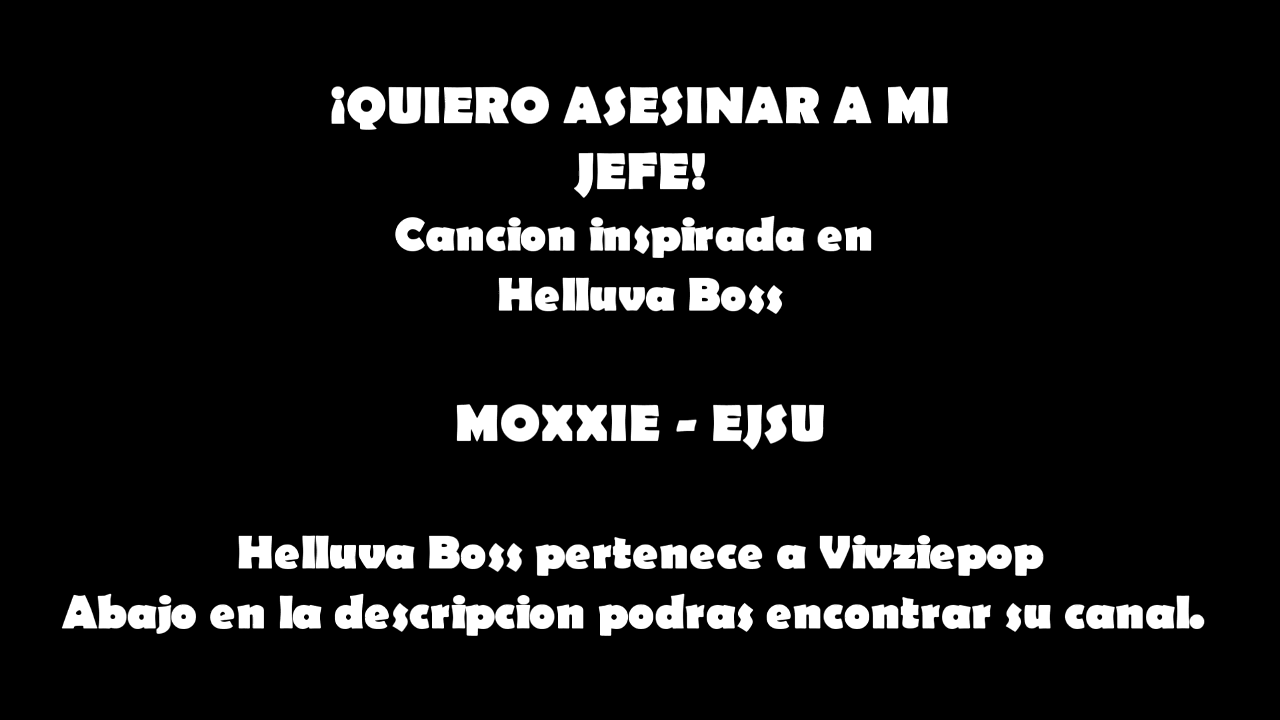 ¡QUIERO ASESINAR A MI
JEFE!
Cancion inspirada en
Helluva Boss
MOXXIE - EJSU
Helluva Boss pertenece a Vivziepop
Abajo en la descripcion podras encontrar su canal.